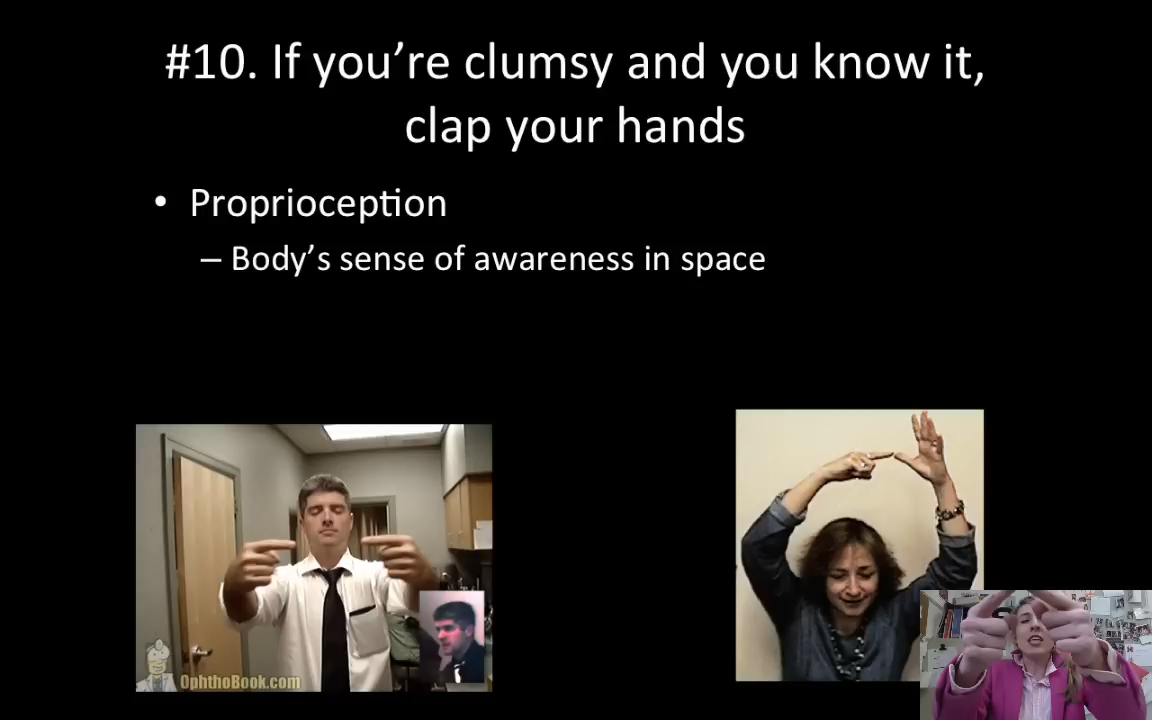 #10. If you’re clumsy and you know it,
clap your hands
• Proprioception
– Body’s sense of awareness in space
OphthoBook.com